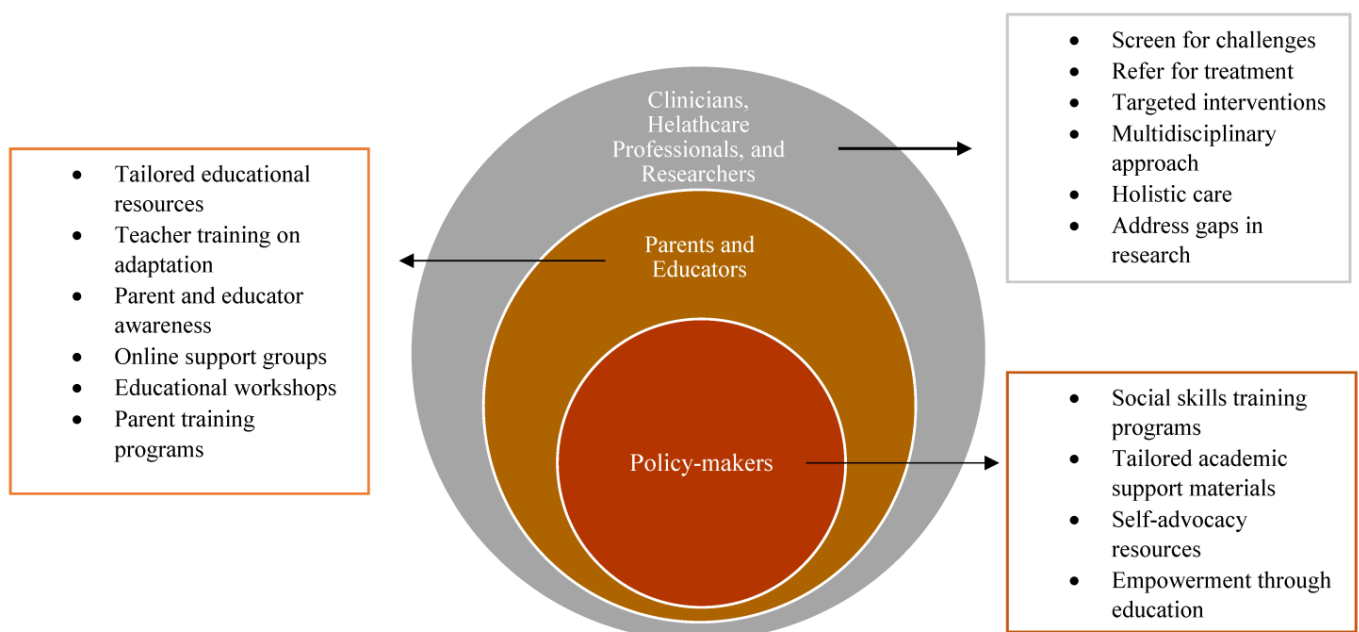 Clinicians,
Helathcare
Professionals, and
Researchers
Parents and
Educators
Policy-makers
• Tailored educational
resources
• Teacher training on
adaptation
• Parent and educator
awareness
• Online support groups
• Educational workshops
• Parent training
programs
• Screen for challenges
• Refer for treatment
• Targeted interventions
• Multidisciplinary
approach
• Holistic care
• Address gaps in
research
• Social skills training
programs
• Tailored academic
support materials
• Self-advocacy
resources
• Empowerment through
education